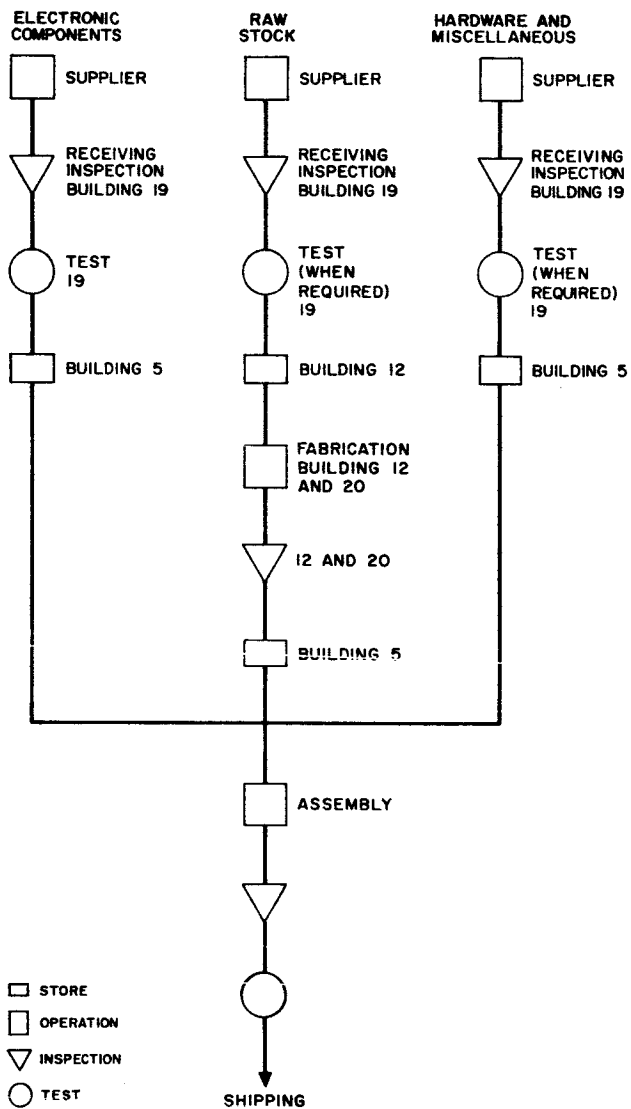 ELECTRONIC
COMPONENTS
RAW
STOCK
HARDWARE AND
MISCELLANEOUS
SUPPLIER
SUPPLIER
SUPPLIER
RECEIVING
INSPECTION
BUILDING 19
RECEIVING
INSPECTION
BUILDING 19
RECEIVING
INSPECTION
BUILDING 19
TEST
19
TEST
(WHEN
REQUIRED)
19
TEST
(WHEN
REQUIRED)
19
BUILDING 5
BUILDING 12
BUILDING 5
FABRICATION
BUILDING 12
AND 20
12 AND 20
BUILDING 5
ASSEMBLY
STORE
OPERATION
INSPECTION
TEST
SHIPPING